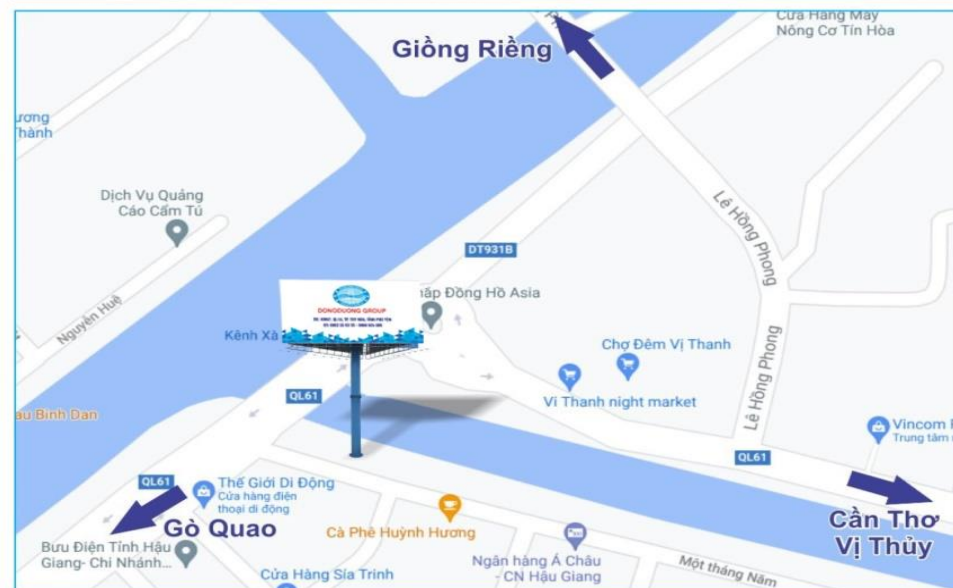 Giồng Riềng
Cửa Hàng Máy
Nông Cơ Tín Hòa
ương
Thành
Dịch Vụ Quảng
Cáo Cẩm Tú
Lê Hồng Phong
DT931B
Nguyễn Huệ
DONGDUONG GROUP
háp Đồng Hồ Asia
Kênh Xà
Chợ Đêm Vị Thanh
Vi Thanh night market
Lê Hồng Phong
QL61
au Bình Dân
Vincom
Trung tâm
QL61
QL61
Thế Giới Di Động
Cửa hàng điện
thoại di động
Gò Quao
Cà Phê Huỳnh Hương
Cần Thơ
Vị Thủy
Bưu Điện Tỉnh Hậu
Giang- Chi Nhánh...
Cửa Hàng Sía Trinh
Ngân hàng Á Châu
- CN Hậu Giang
Một tháng Năm